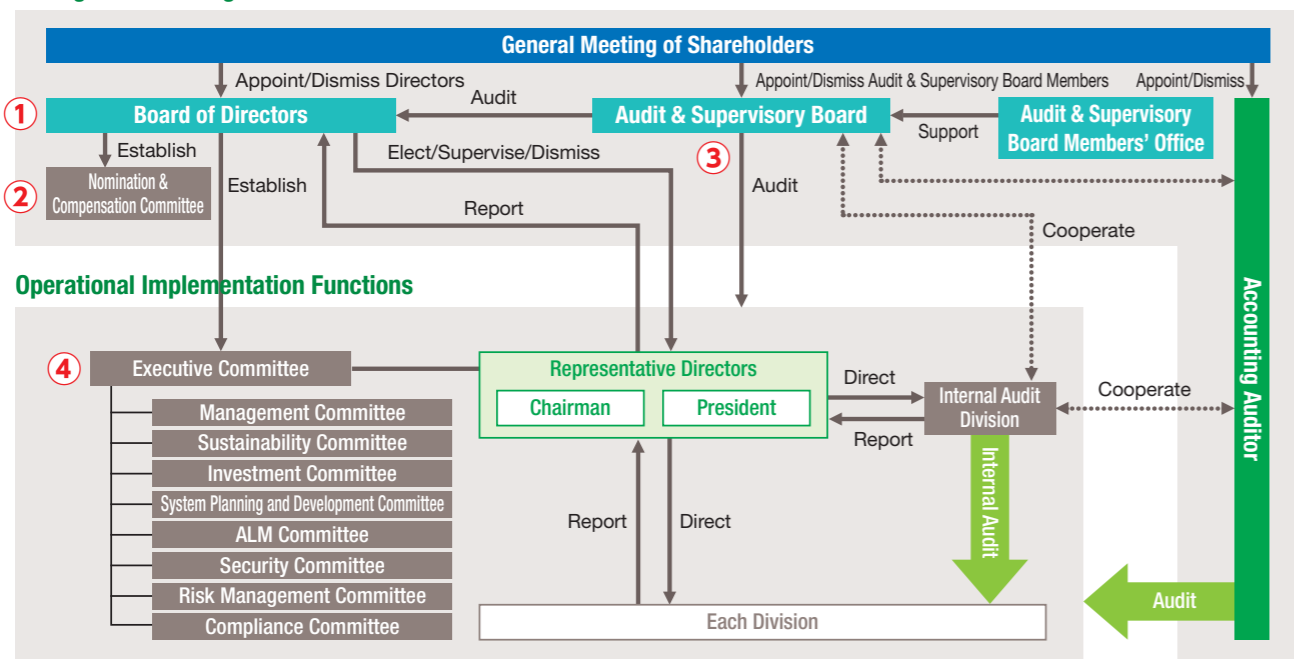 General Meeting of Shareholders
Appoint/Dismiss Directors
Appoint/Dismiss Audit & Supervisory Board Members
Appoint/Dismiss
①
Board of Directors
Audit
Audit & Supervisory Board
Support
Audit & Supervisory
Board Members' Office
Establish
②
Nomination &
Compensation Committee
Establish
Elect/Supervise/Dismiss
③
Audit
Report
Cooperate
Operational Implementation Functions
④
Executive Committee
Management Committee
Sustainability Committee
Investment Committee
System Planning and Development Committee
ALM Committee
Security Committee
Risk Management Committee
Compliance Committee
Representative Directors
Chairman
President
Direct
Report
Internal Audit
Division
Cooperate
Accounting Auditor
Report
Direct
Internal Audit
Each Division
Audit